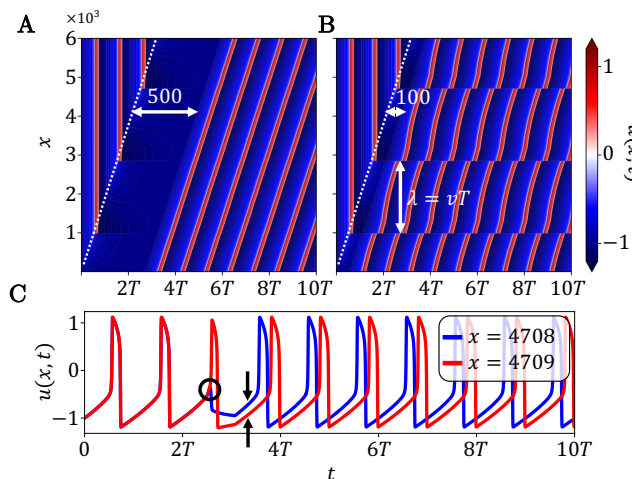 A
B
×10³
6
5
4
3
2
1
x
500
100
λ = vT
2T 4T 6T 8T 10T
2T 4T 6T 8T 10T
1
0
−1
u(x,t)
C
1
0
−1
u(x, t)
x = 4708
x = 4709
0 2T 4T 6T 8T 10T
t